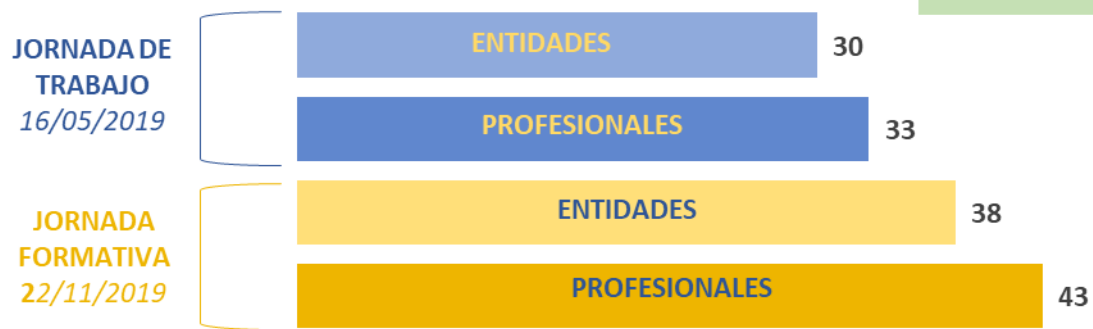 JORNADA DE
TRABAJO
16/05/2019
ENTIDADES
30
PROFESIONALES
33
JORNADA
FORMATIVA
22/11/2019
ENTIDADES
38
PROFESIONALES
43